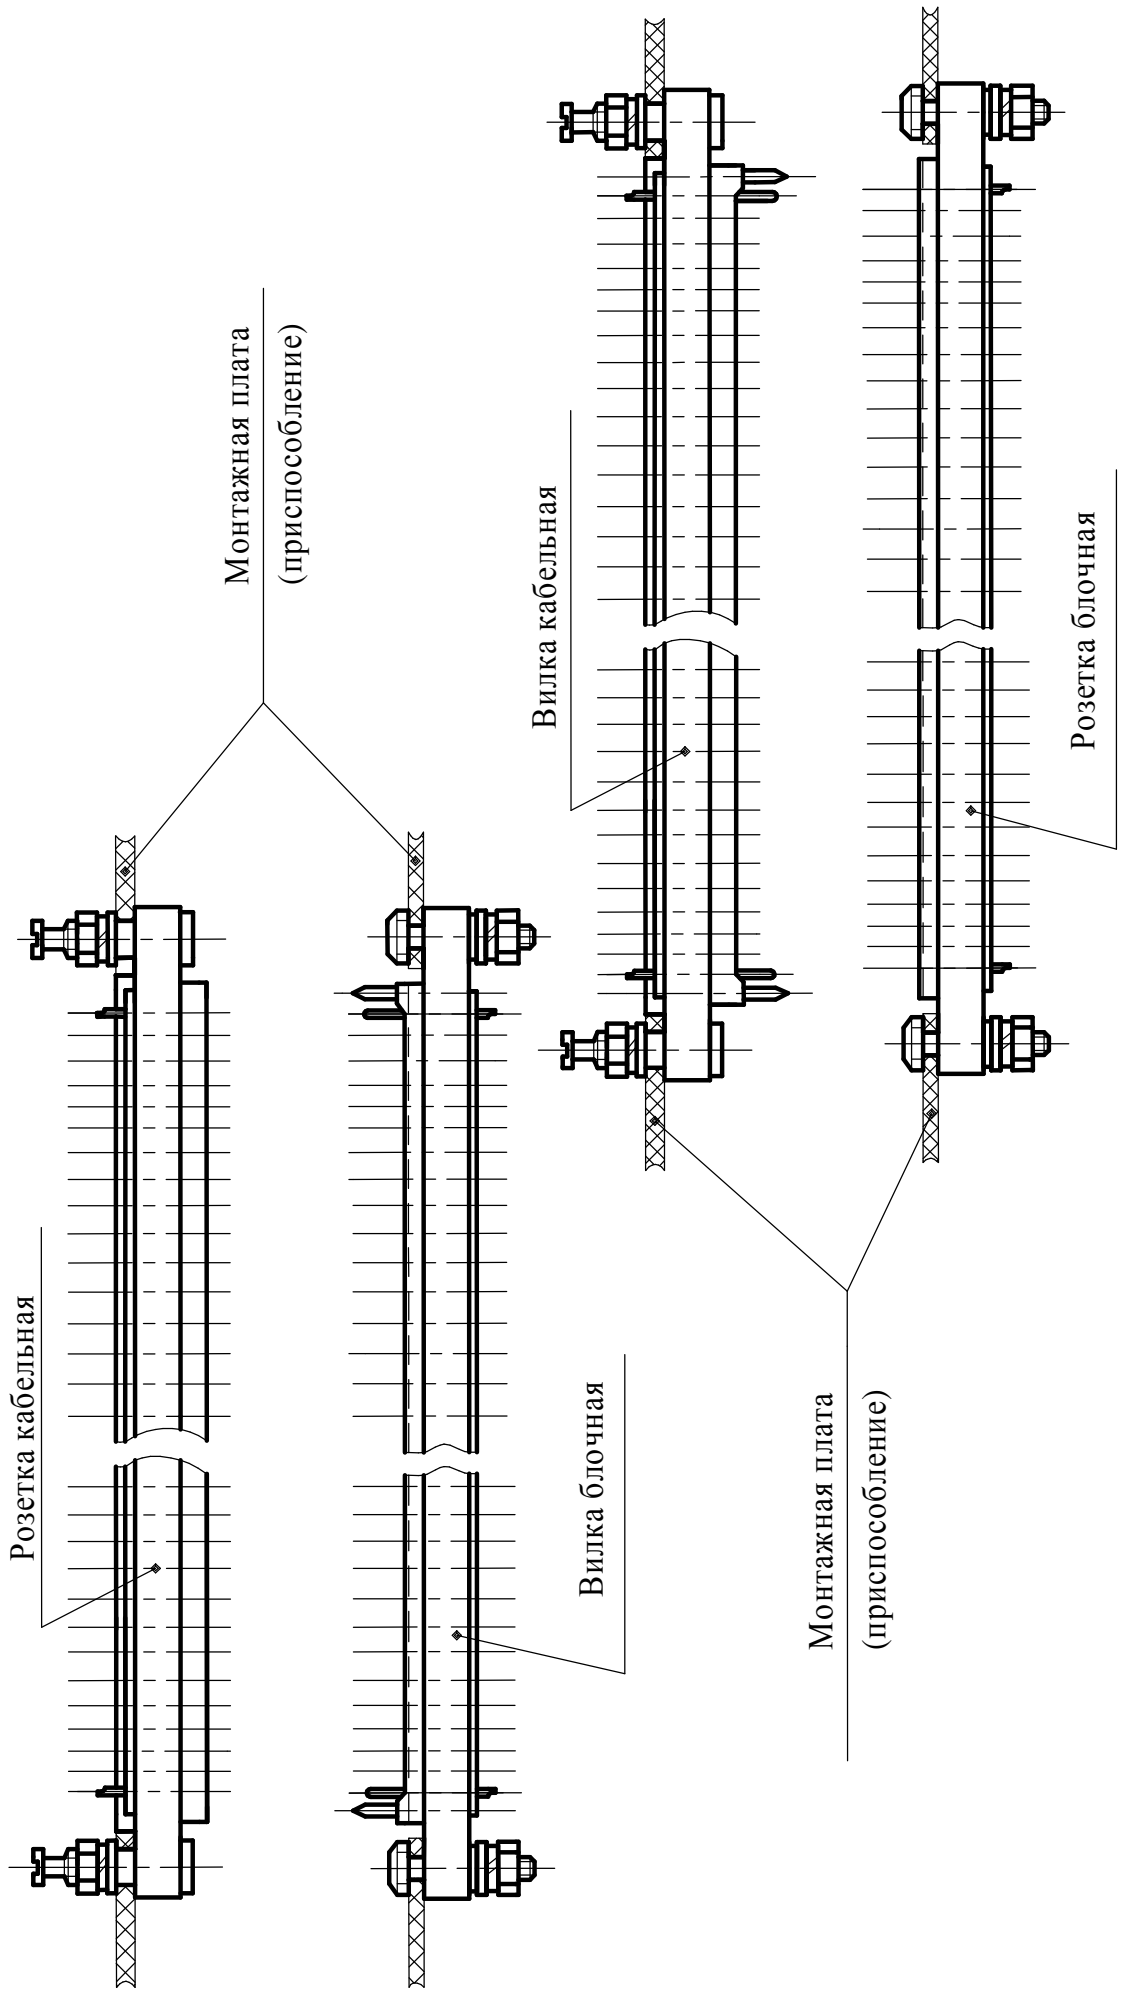 Розетка кабельная
Монтажная плата
(приспособление)
Вилка блочная
Вилка кабельная
Монтажная плата
(приспособление)
Розетка блочная